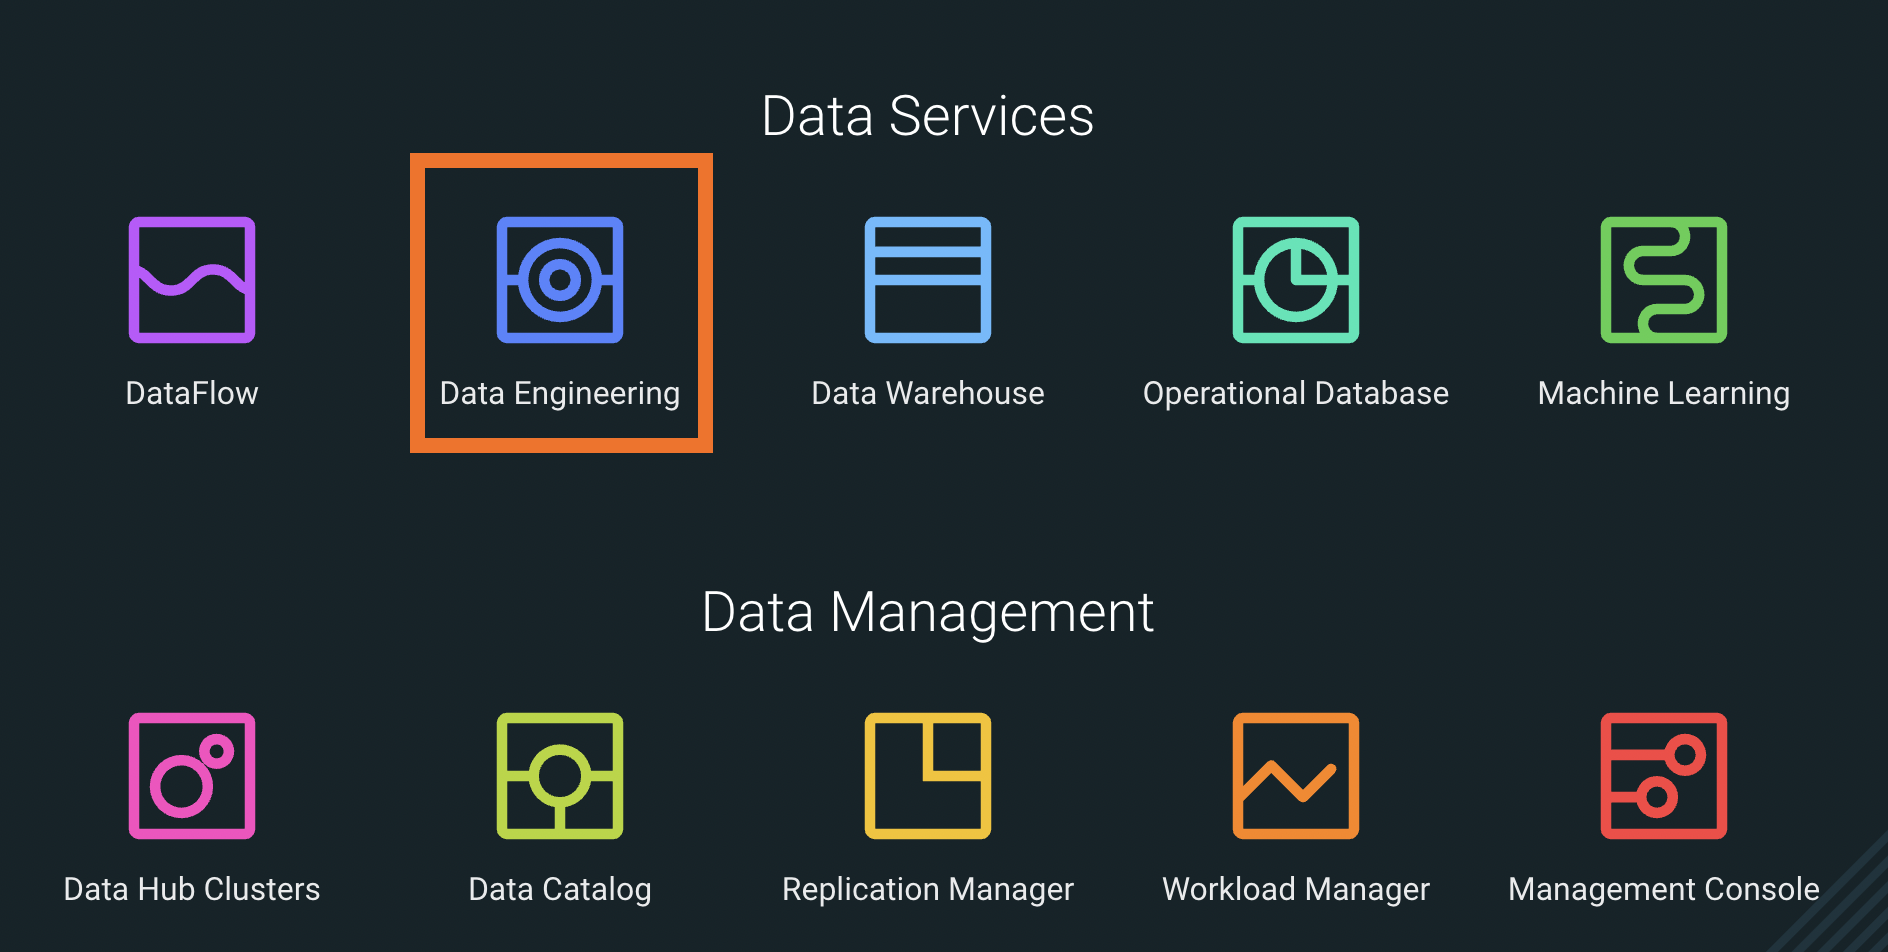 Data Services
DataFlow
Data Engineering
Data Warehouse
Operational Database
Machine Learning
Data Management
Data Hub Clusters
Data Catalog
Replication Manager
Workload Manager
Management Console